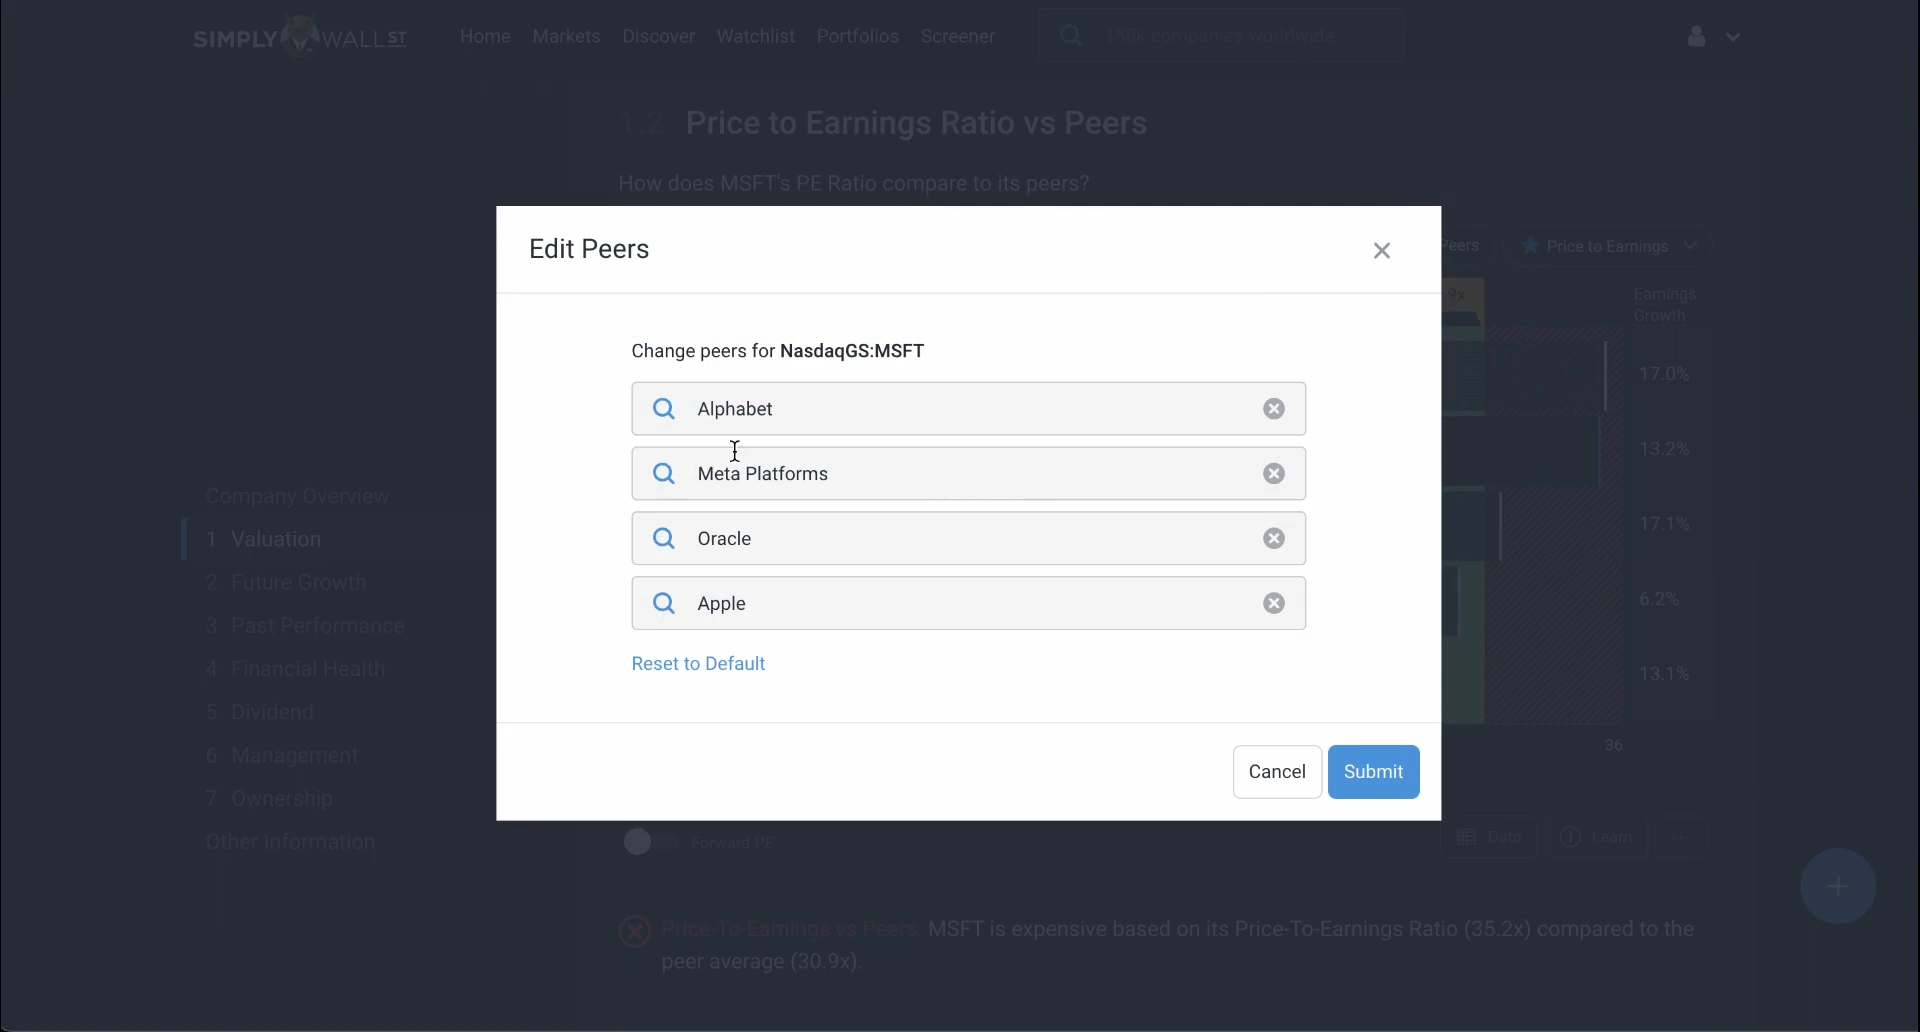 SIMPLY WALL ST
Home Markets Discover Watchlist Portfolios Screener
150k companies worldwide
1.2 Price to Earnings Ratio vs Peers
How does MSFT's PE Ratio compare to its peers?
Peers
Price to Earnings
Edit Peers
9x
Earnings
Growth
Change peers for NasdaqGS:MSFT
Alphabet
17.0%
Meta Platforms
13.2%
Oracle
17.1%
Apple
6.2%
Reset to Default
13.1%
36
Cancel
Submit
Company Overview
1 Valuation
2 Future Growth
3 Past Performance
4 Financial Health
5 Dividend
6 Management
7 Ownership
Other Information
Forward PE
Data
Learn
Price-To-Earnings vs Peers: MSFT is expensive based on its Price-To-Earnings Ratio (35.2x) compared to the
peer average (30.9x).